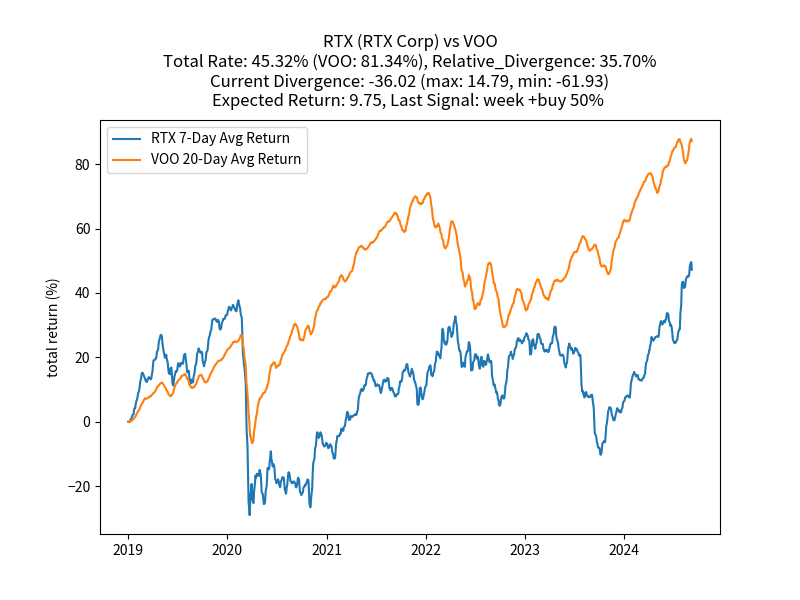 RTX (RTX Corp) vs VOO
Total Rate: 45.32% (VOO: 81.34%), Relative_Divergence: 35.70%
Current Divergence: -36.02 (max: 14.79, min: -61.93)
Expected Return: 9.75, Last Signal: week +buy 50%
RTX 7-Day Avg Return
VOO 20-Day Avg Return
total return (%)
80
60
40
20
0
−20
2019 2020 2021 2022 2023 2024